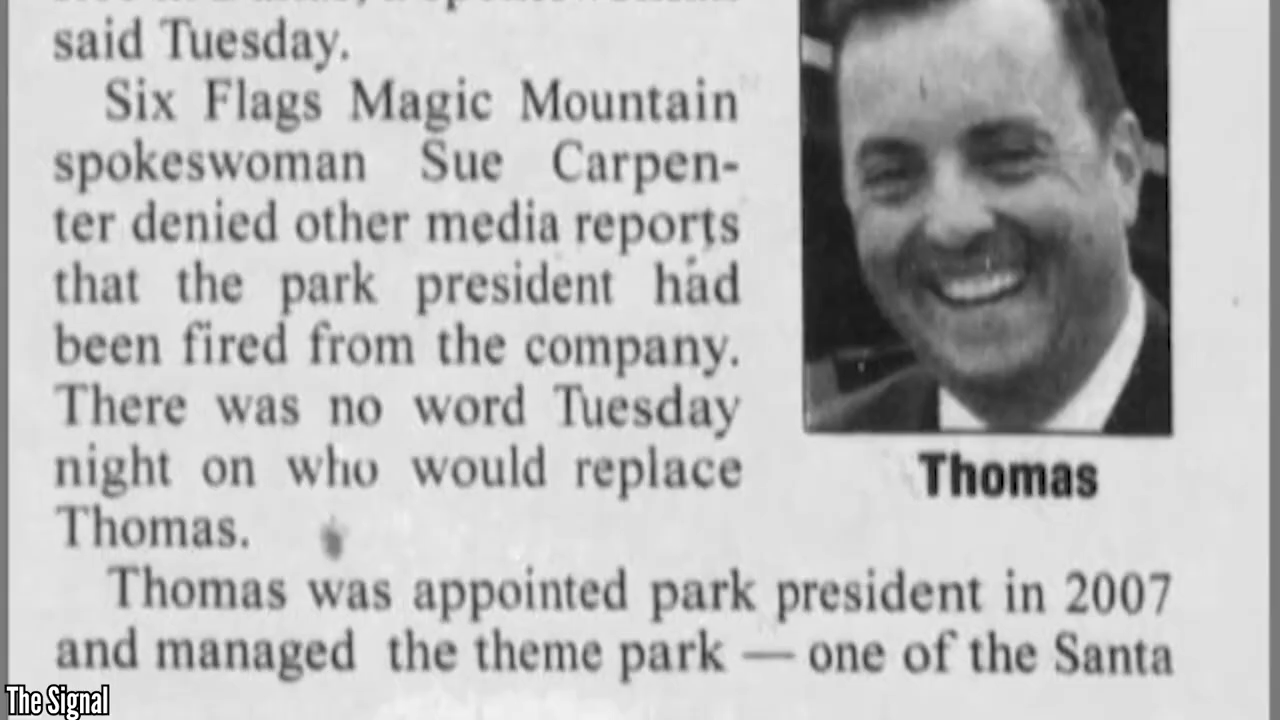 said Tuesday.
Six Flags Magic Mountain
spokeswoman Sue Carpen-
ter denied other media reports
that the park president had
been fired from the company.
There was no word Tuesday
night on who would replace
Thomas.
Thomas
Thomas was appointed park president in 2007
and managed the theme park — one of the Santa
The Signal